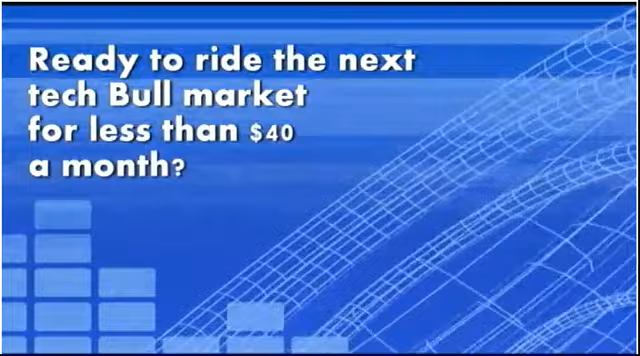 Ready to ride the next
tech Bull market
for less than $40
a month?